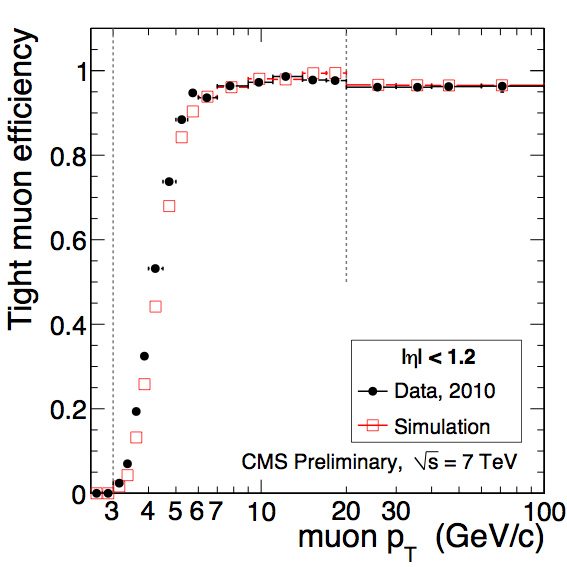 Tight muon efficiency
1
0.8
0.6
0.4
0.2
0
|η| < 1.2
Data, 2010
Simulation
CMS Preliminary, √s = 7 TeV
3 4 5 6 7 10 20 30 100
muon p_T (GeV/c)